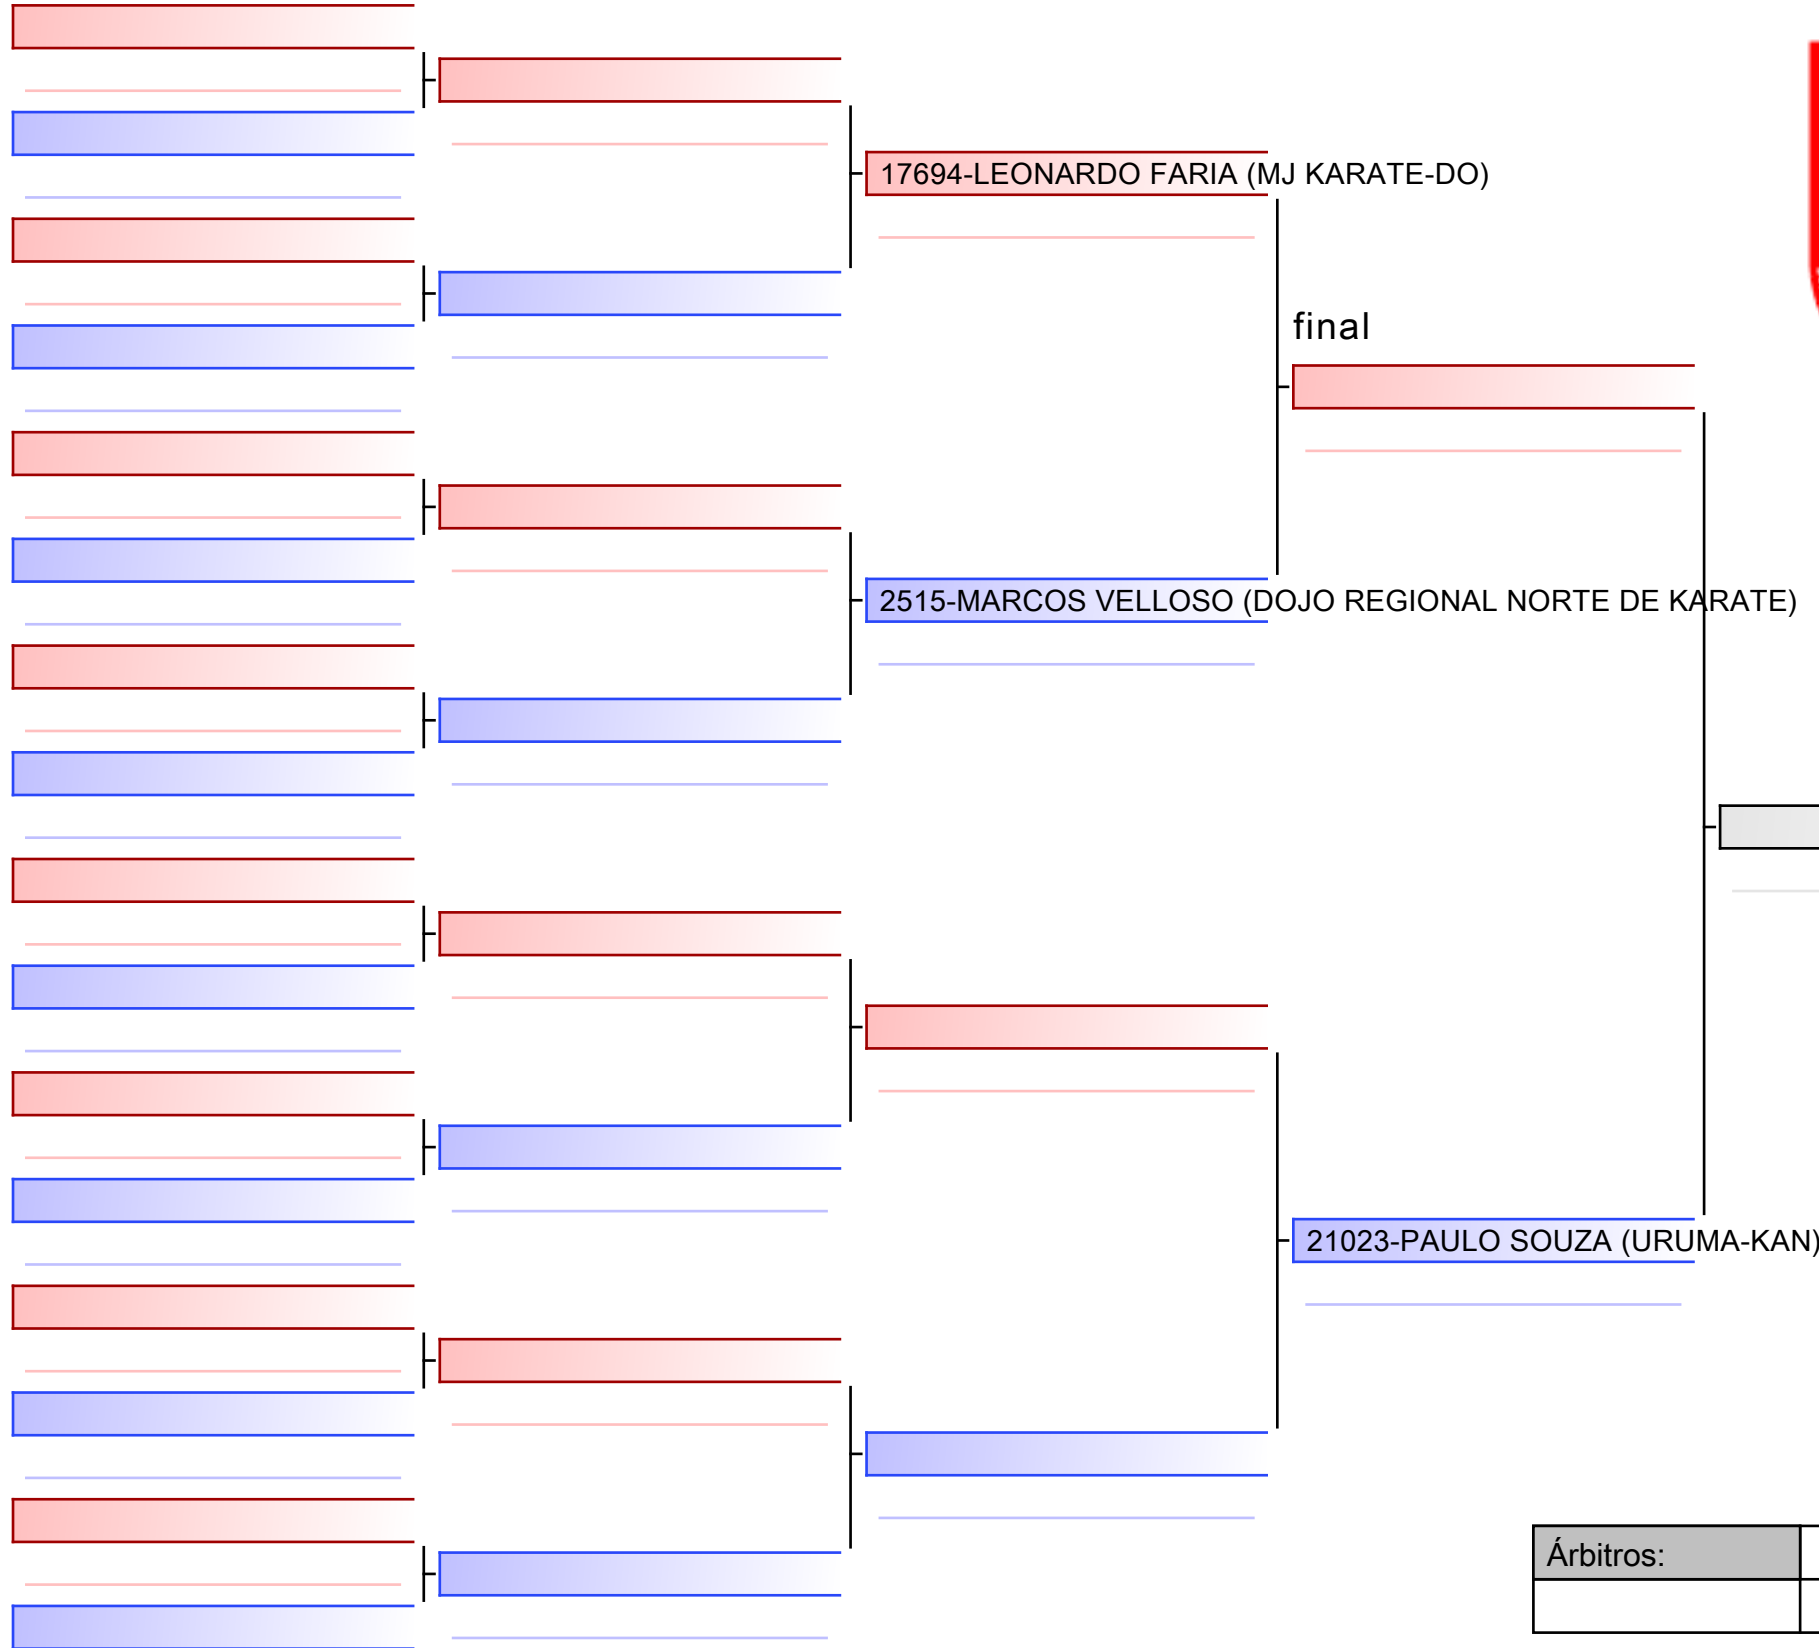 17694-LEONARDO FARIA (MJ KARATE-DO)
final
2515-MARCOS VELLOSO (DOJO REGIONAL NORTE DE KARATE)
21023-PAULO SOUZA (URUMA-KAN)
Árbitros: